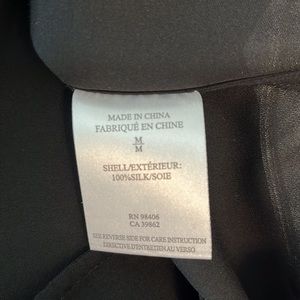 MADE IN CHINA
FABRIQUÉ EN CHINE
M
M
SHELL/EXTÉRIEUR:
100%SILK/SOIE
RN 98406
CA 39862
SEE REVERSE SIDE FOR CARE INSTRUCTION
DIRECTIVE D'ENTRETIEN AU VERSO